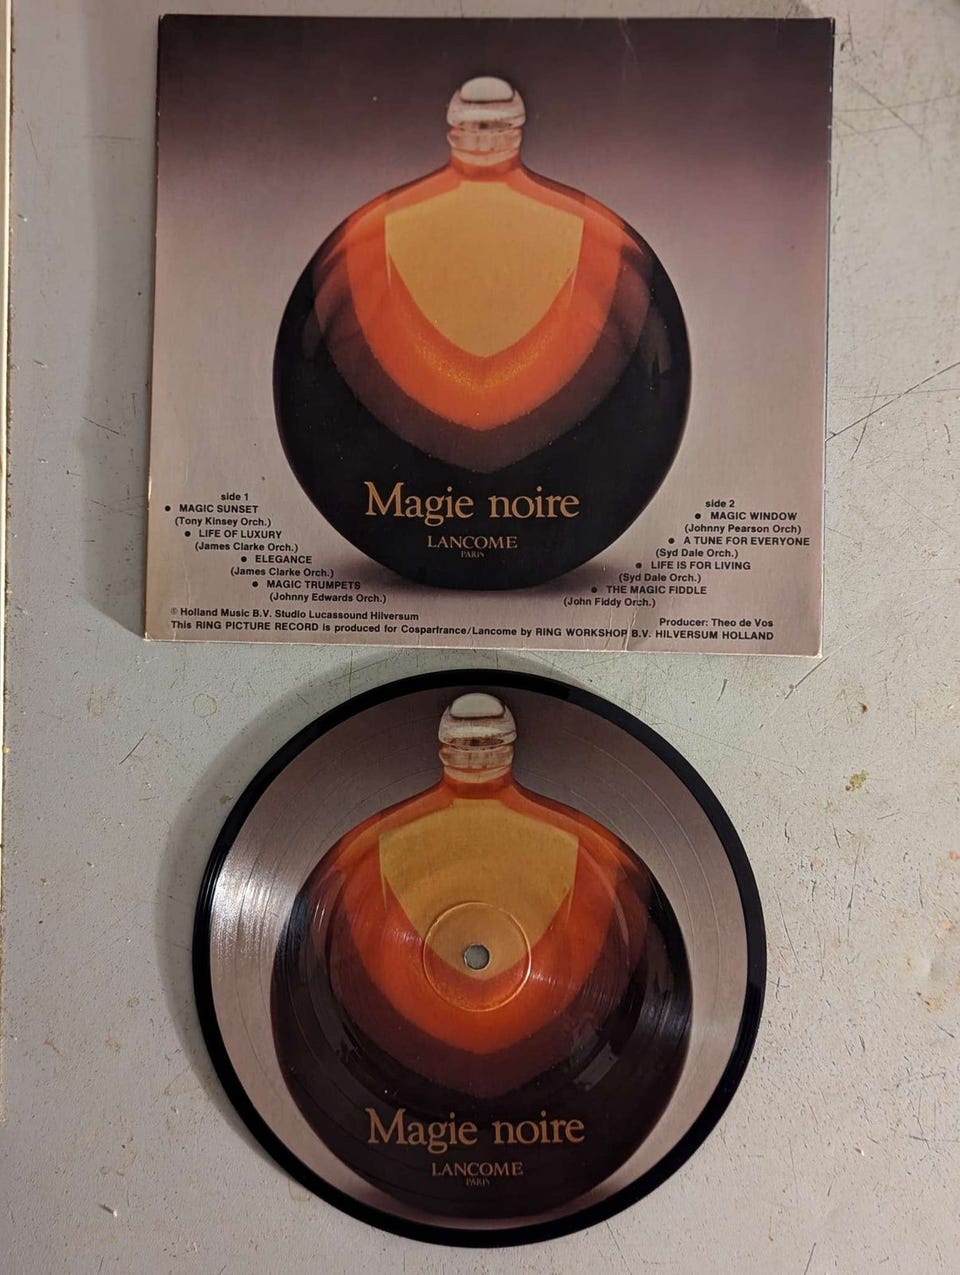 Magie noire
LANCOME
PARIS
side 1
• MAGIC SUNSET
(Tony Kinsey Orch.)
• LIFE OF LUXURY
(James Clarke Orch.)
• ELEGANCE
(James Clarke Orch.)
• MAGIC TRUMPETS
(Johnny Edwards Orch.)
side 2
• MAGIC WINDOW
(Johnny Pearson Orch)
• A TUNE FOR EVERYONE
(Syd Dale Orch.)
• LIFE IS FOR LIVING
(Syd Dale Orch.)
• THE MAGIC FIDDLE
(John Fiddy Orch.)
© Holland Music B.V. Studio Lucassound Hilversum
Producer: Theo de Vos
This RING PICTURE RECORD is produced for Cosparfrance/Lancome by RING WORKSHOP B.V. HILVERSUM HOLLAND
Magie noire
LANCOME
PARIS